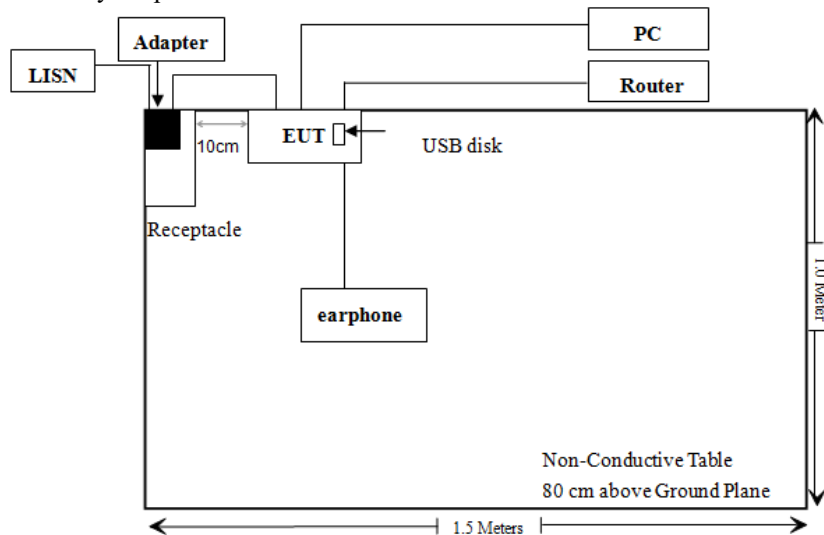 PC
Adapter
LISN
Router
10cm
EUT
USB disk
Receptacle
1.0 Meter
earphone
Non-Conductive Table
80 cm above Ground Plane
1.5 Meters